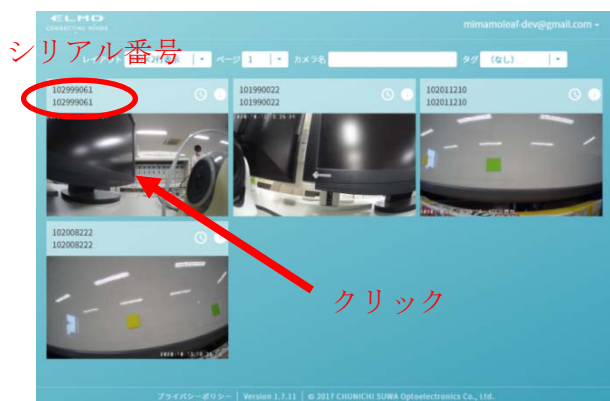 ELMO
CONNECTING MINDS
mimamoleaf-dev@gmail.com
シリアル番号
ページ 1 カメラ名 タグ (なし)
102999061
102999061
101990022
101990022
102011210
102011210
102008222
102008222
クリック
プライバシーポリシー | Version 1.7.11 | © 2017 CHUNICHI SUWA Optoelectronics Co., Ltd.